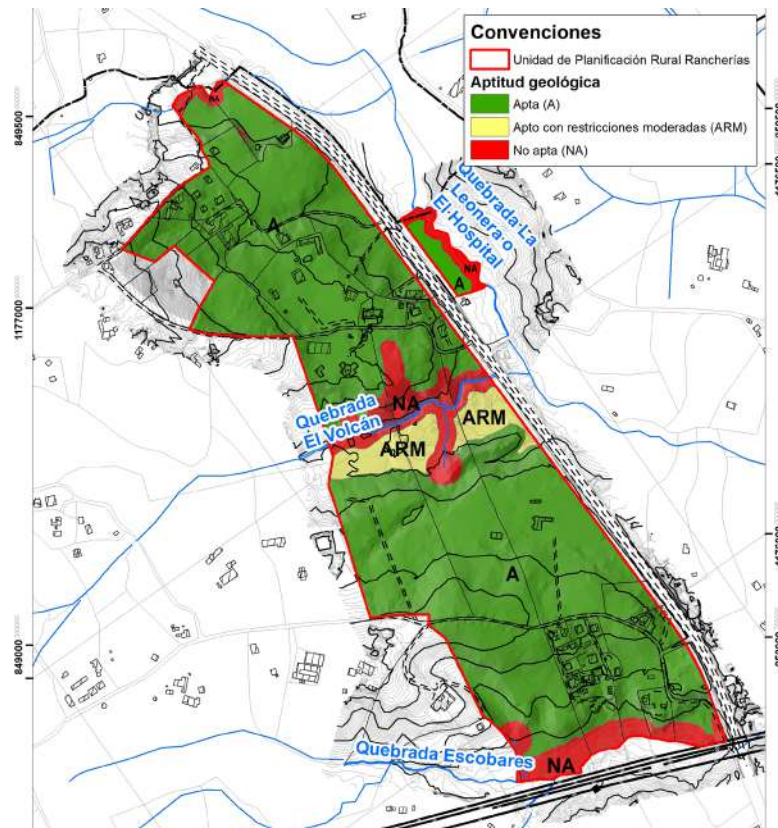 Convenciones
Unidad de Planificación Rural Rancherías
Aptitud geológica
Apta (A)
Apto con restricciones moderadas (ARM)
No apta (NA)
849500
NA
A
Quebrada La
Leonera o
El Hospital
NA
A
1177000
Quebrada
El Volcán
NA
ARM
ARM
A
849000
Quebrada Escobares
NA